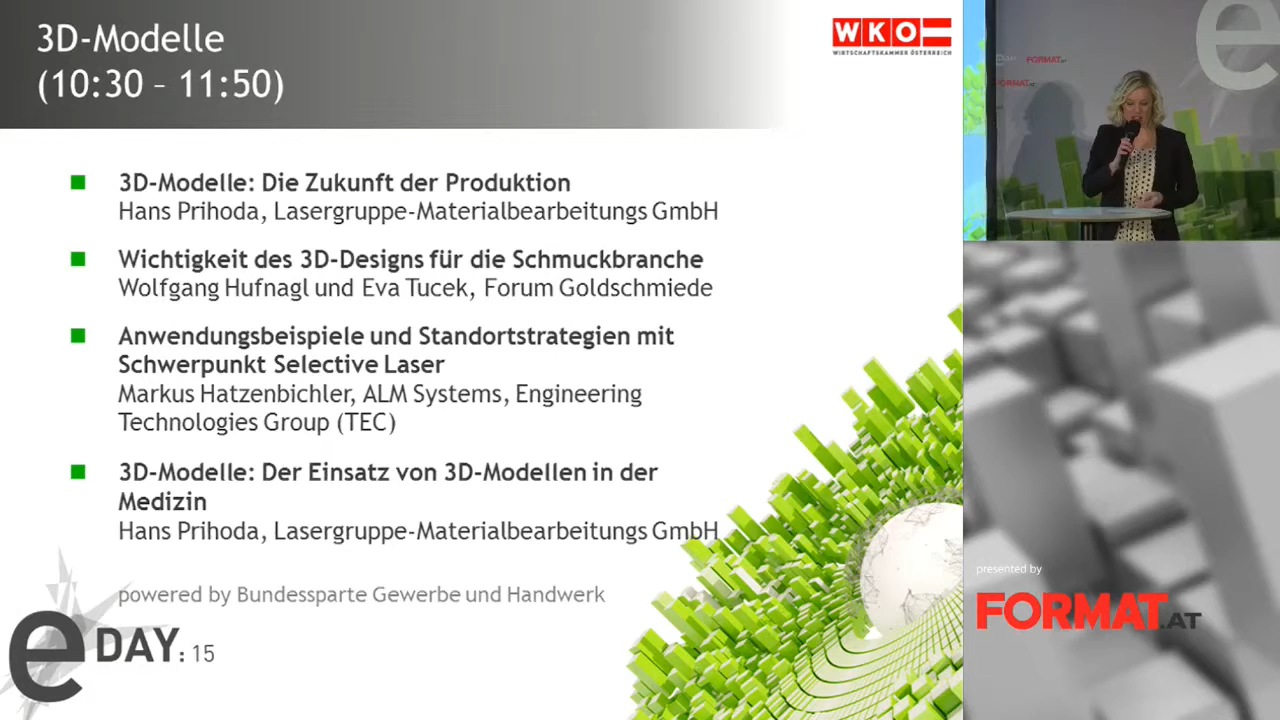 3D-Modelle
(10:30 – 11:50)
WKO
WIRTSCHAFTSKAMMER ÖSTERREICH
3D-Modelle: Die Zukunft der Produktion
Hans Prihoda, Lasergruppe-Materialbearbeitungs GmbH
Wichtigkeit des 3D-Designs für die Schmuckbranche
Wolfgang Hufnagl und Eva Tucek, Forum Goldschmiede
Anwendungsbeispiele und Standortstrategien mit
Schwerpunkt Selective Laser
Markus Hatzenbichler, ALM Systems, Engineering
Technologies Group (TEC)
3D-Modelle: Der Einsatz von 3D-Modellen in der
Medizin
Hans Prihoda, Lasergruppe-Materialbearbeitungs GmbH
powered by Bundessparte Gewerbe und Handwerk
e DAY: 15
e
FORMAT.AT
FORMAT.AT
presented by
FORMAT.AT